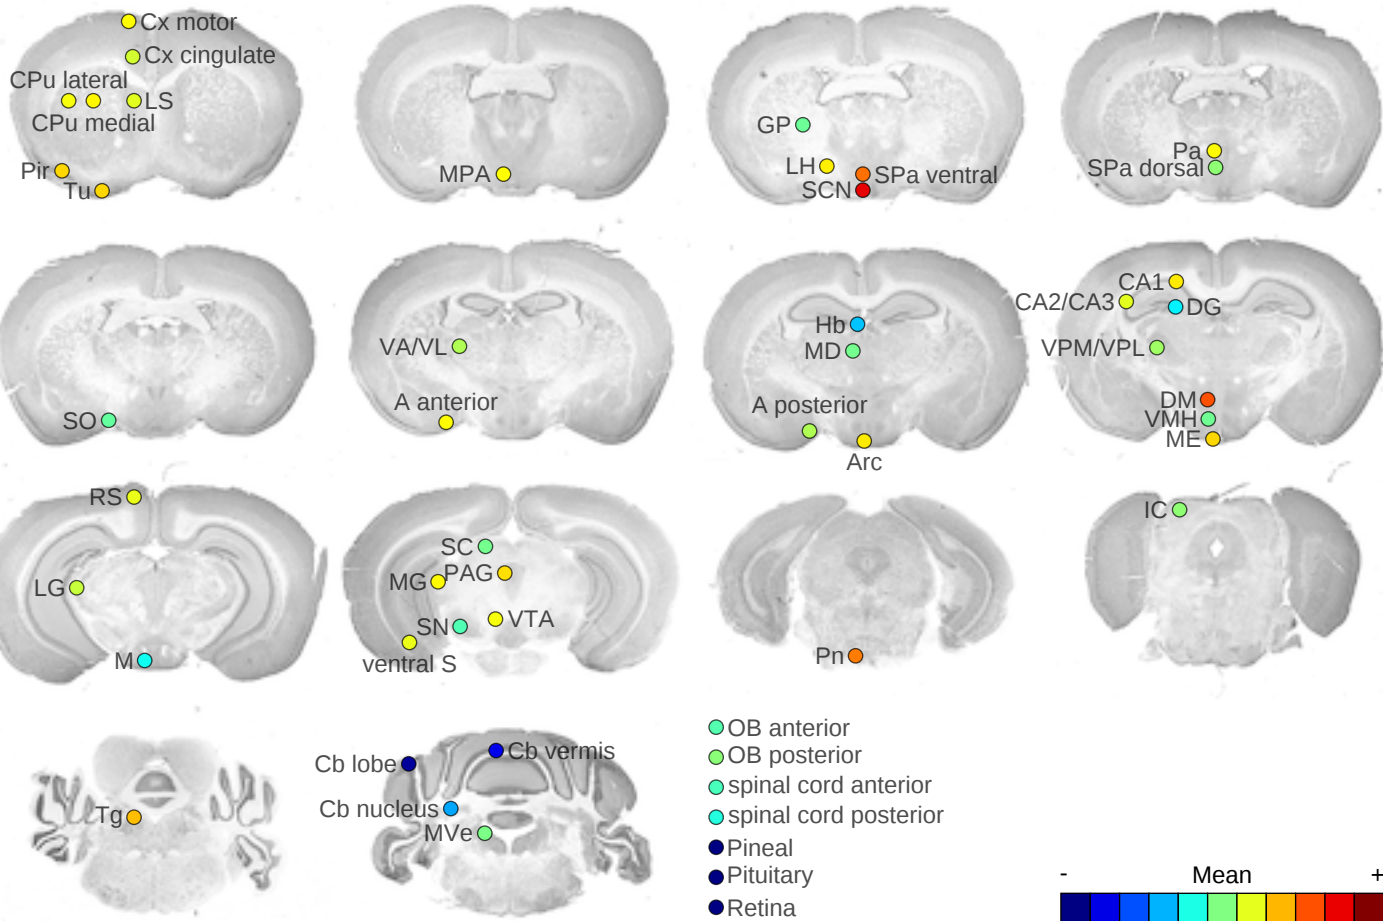 Cx motor
Cx cingulate
CPu lateral
LS
CPu medial
Pir
Tu
MPA
GP
LH
SPa ventral
SCN
Pa
SPa dorsal
SO
VA/VL
A anterior
Hb
MD
A posterior
Arc
CA1
CA2/CA3
DG
VPM/VPL
DM
VMH
ME
RS
LG
M
SC
MG
PAG
SN
VTA
ventral S
Pn
IC
Tg
Cb lobe
Cb vermis
Cb nucleus
MVe
OB anterior
OB posterior
spinal cord anterior
spinal cord posterior
Pineal
Pituitary
Retina
- Mean +